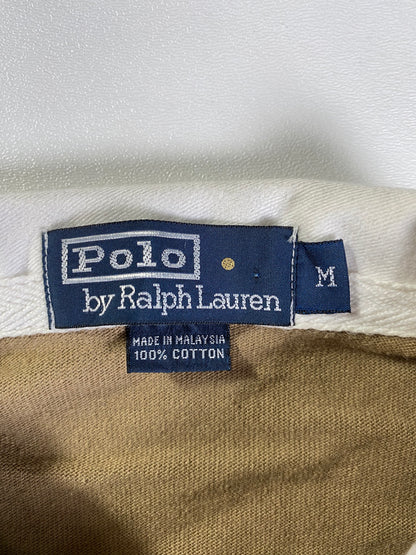 Polo
by Ralph Lauren
M
MADE IN MALAYSIA
100% COTTON